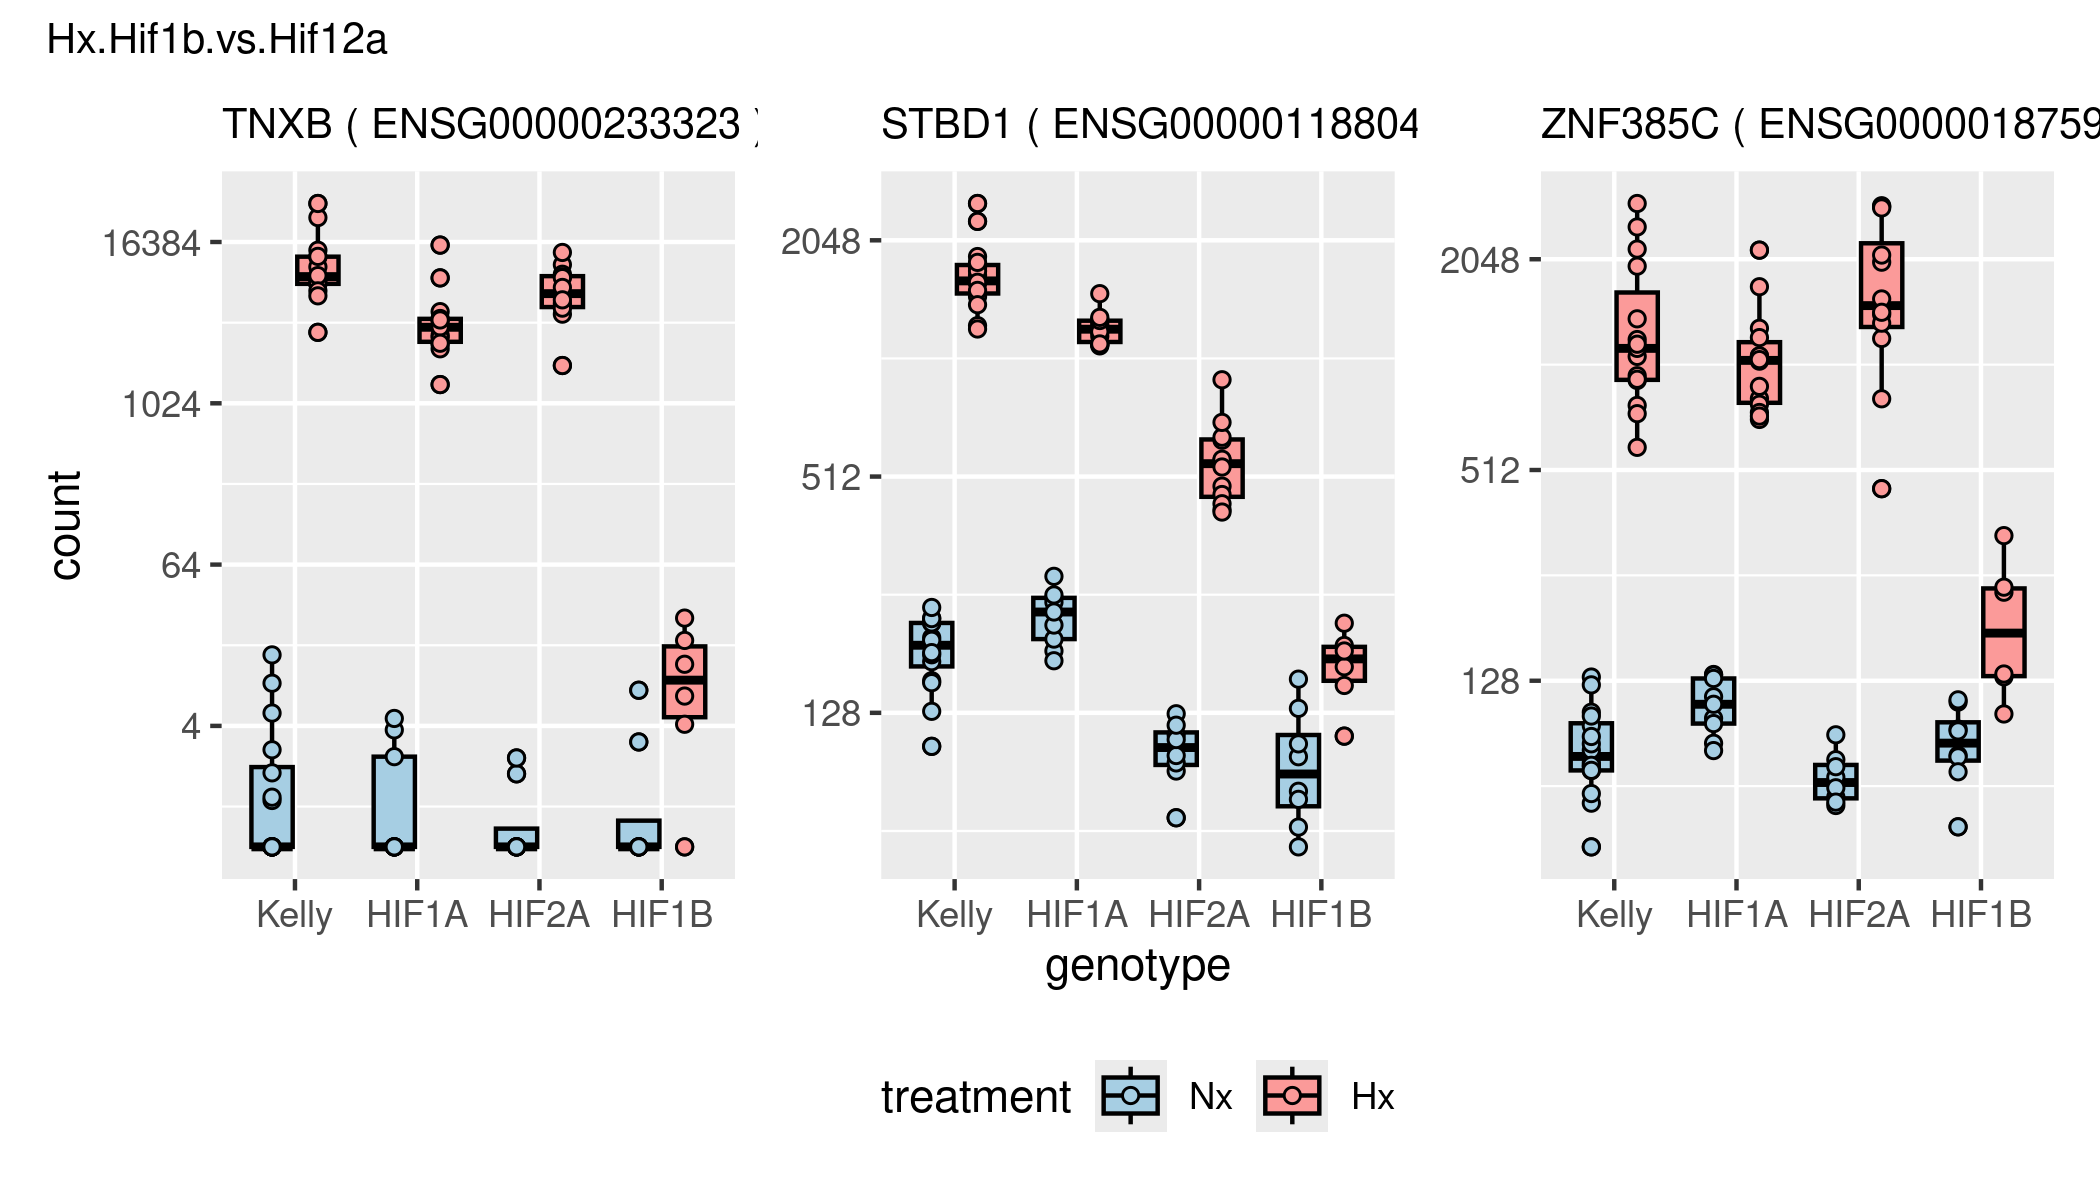 Hx.Hif1b.vs.Hif12a
TNXB ( ENSG00000233323 )
STBD1 ( ENSG00000118804
ZNF385C ( ENSG0000018759
count
16384
1024
64
4
Kelly HIF1A HIF2A HIF1B
2048
512
128
Kelly HIF1A HIF2A HIF1B
2048
512
128
Kelly HIF1A HIF2A HIF1B
genotype
treatment Nx Hx